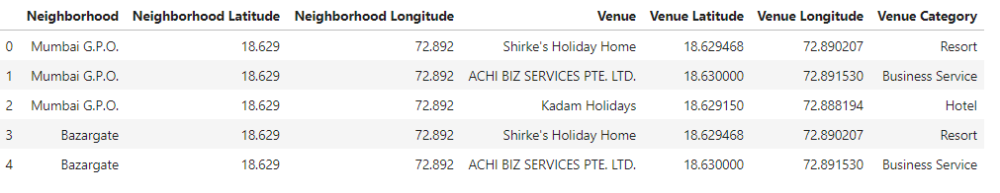 Neighborhood Neighborhood Latitude Neighborhood Longitude Venue Venue Latitude Venue Longitude Venue Category
0 Mumbai G.P.O. 18.629 72.892 Shirke's Holiday Home 18.629468 72.890207 Resort
1 Mumbai G.P.O. 18.629 72.892 ACHI BIZ SERVICES PTE. LTD. 18.630000 72.891530 Business Service
2 Mumbai G.P.O. 18.629 72.892 Kadam Holidays 18.629150 72.888194 Hotel
3 Bazargate 18.629 72.892 Shirke's Holiday Home 18.629468 72.890207 Resort
4 Bazargate 18.629 72.892 ACHI BIZ SERVICES PTE. LTD. 18.630000 72.891530 Business Service